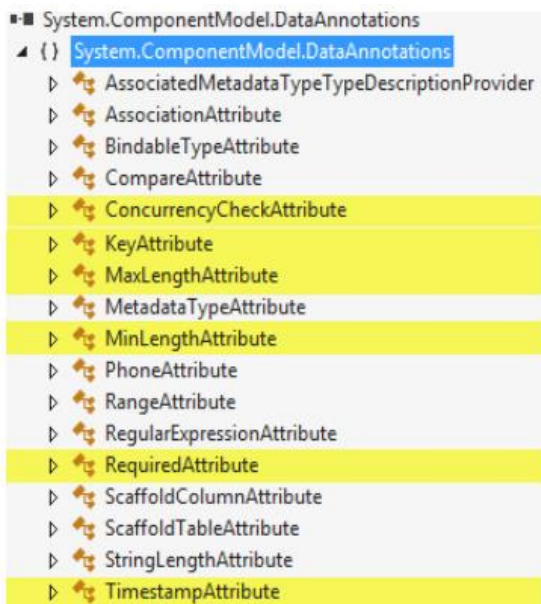 System.ComponentModel.DataAnnotations
{ } System.ComponentModel.DataAnnotations
AssociatedMetadataTypeTypeDescriptionProvider
AssociationAttribute
BindableTypeAttribute
CompareAttribute
ConcurrencyCheckAttribute
KeyAttribute
MaxLengthAttribute
MetadataTypeAttribute
MinLengthAttribute
PhoneAttribute
RangeAttribute
RegularExpressionAttribute
RequiredAttribute
ScaffoldColumnAttribute
ScaffoldTableAttribute
StringLengthAttribute
TimestampAttribute